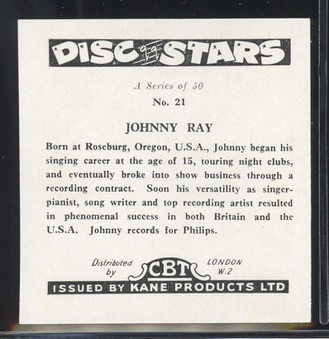 DISC STARS
A Series of 50
No. 21
JOHNNY RAY
Born at Roseburg, Oregon, U.S.A., Johnny began his
singing career at the age of 15, touring night clubs,
and eventually broke into show business through a
recording contract. Soon his versatility as singer-
pianist, song writer and top recording artist resulted
in phenomenal success in both Britain and the
U.S.A. Johnny records for Philips.
Distributed by CBT LONDON W.2
ISSUED BY KANE PRODUCTS LTD